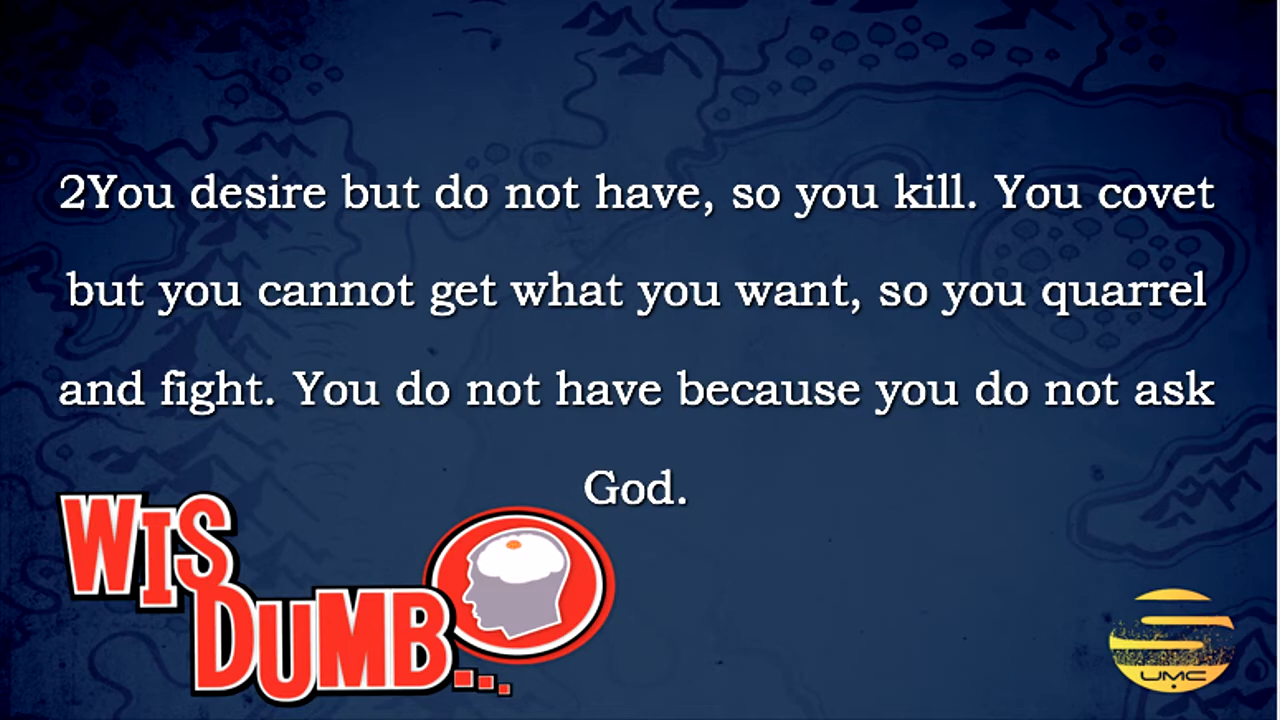 2You desire but do not have, so you kill. You covet
but you cannot get what you want, so you quarrel
and fight. You do not have because you do not ask
God.
WIS
DUMB...
UMC